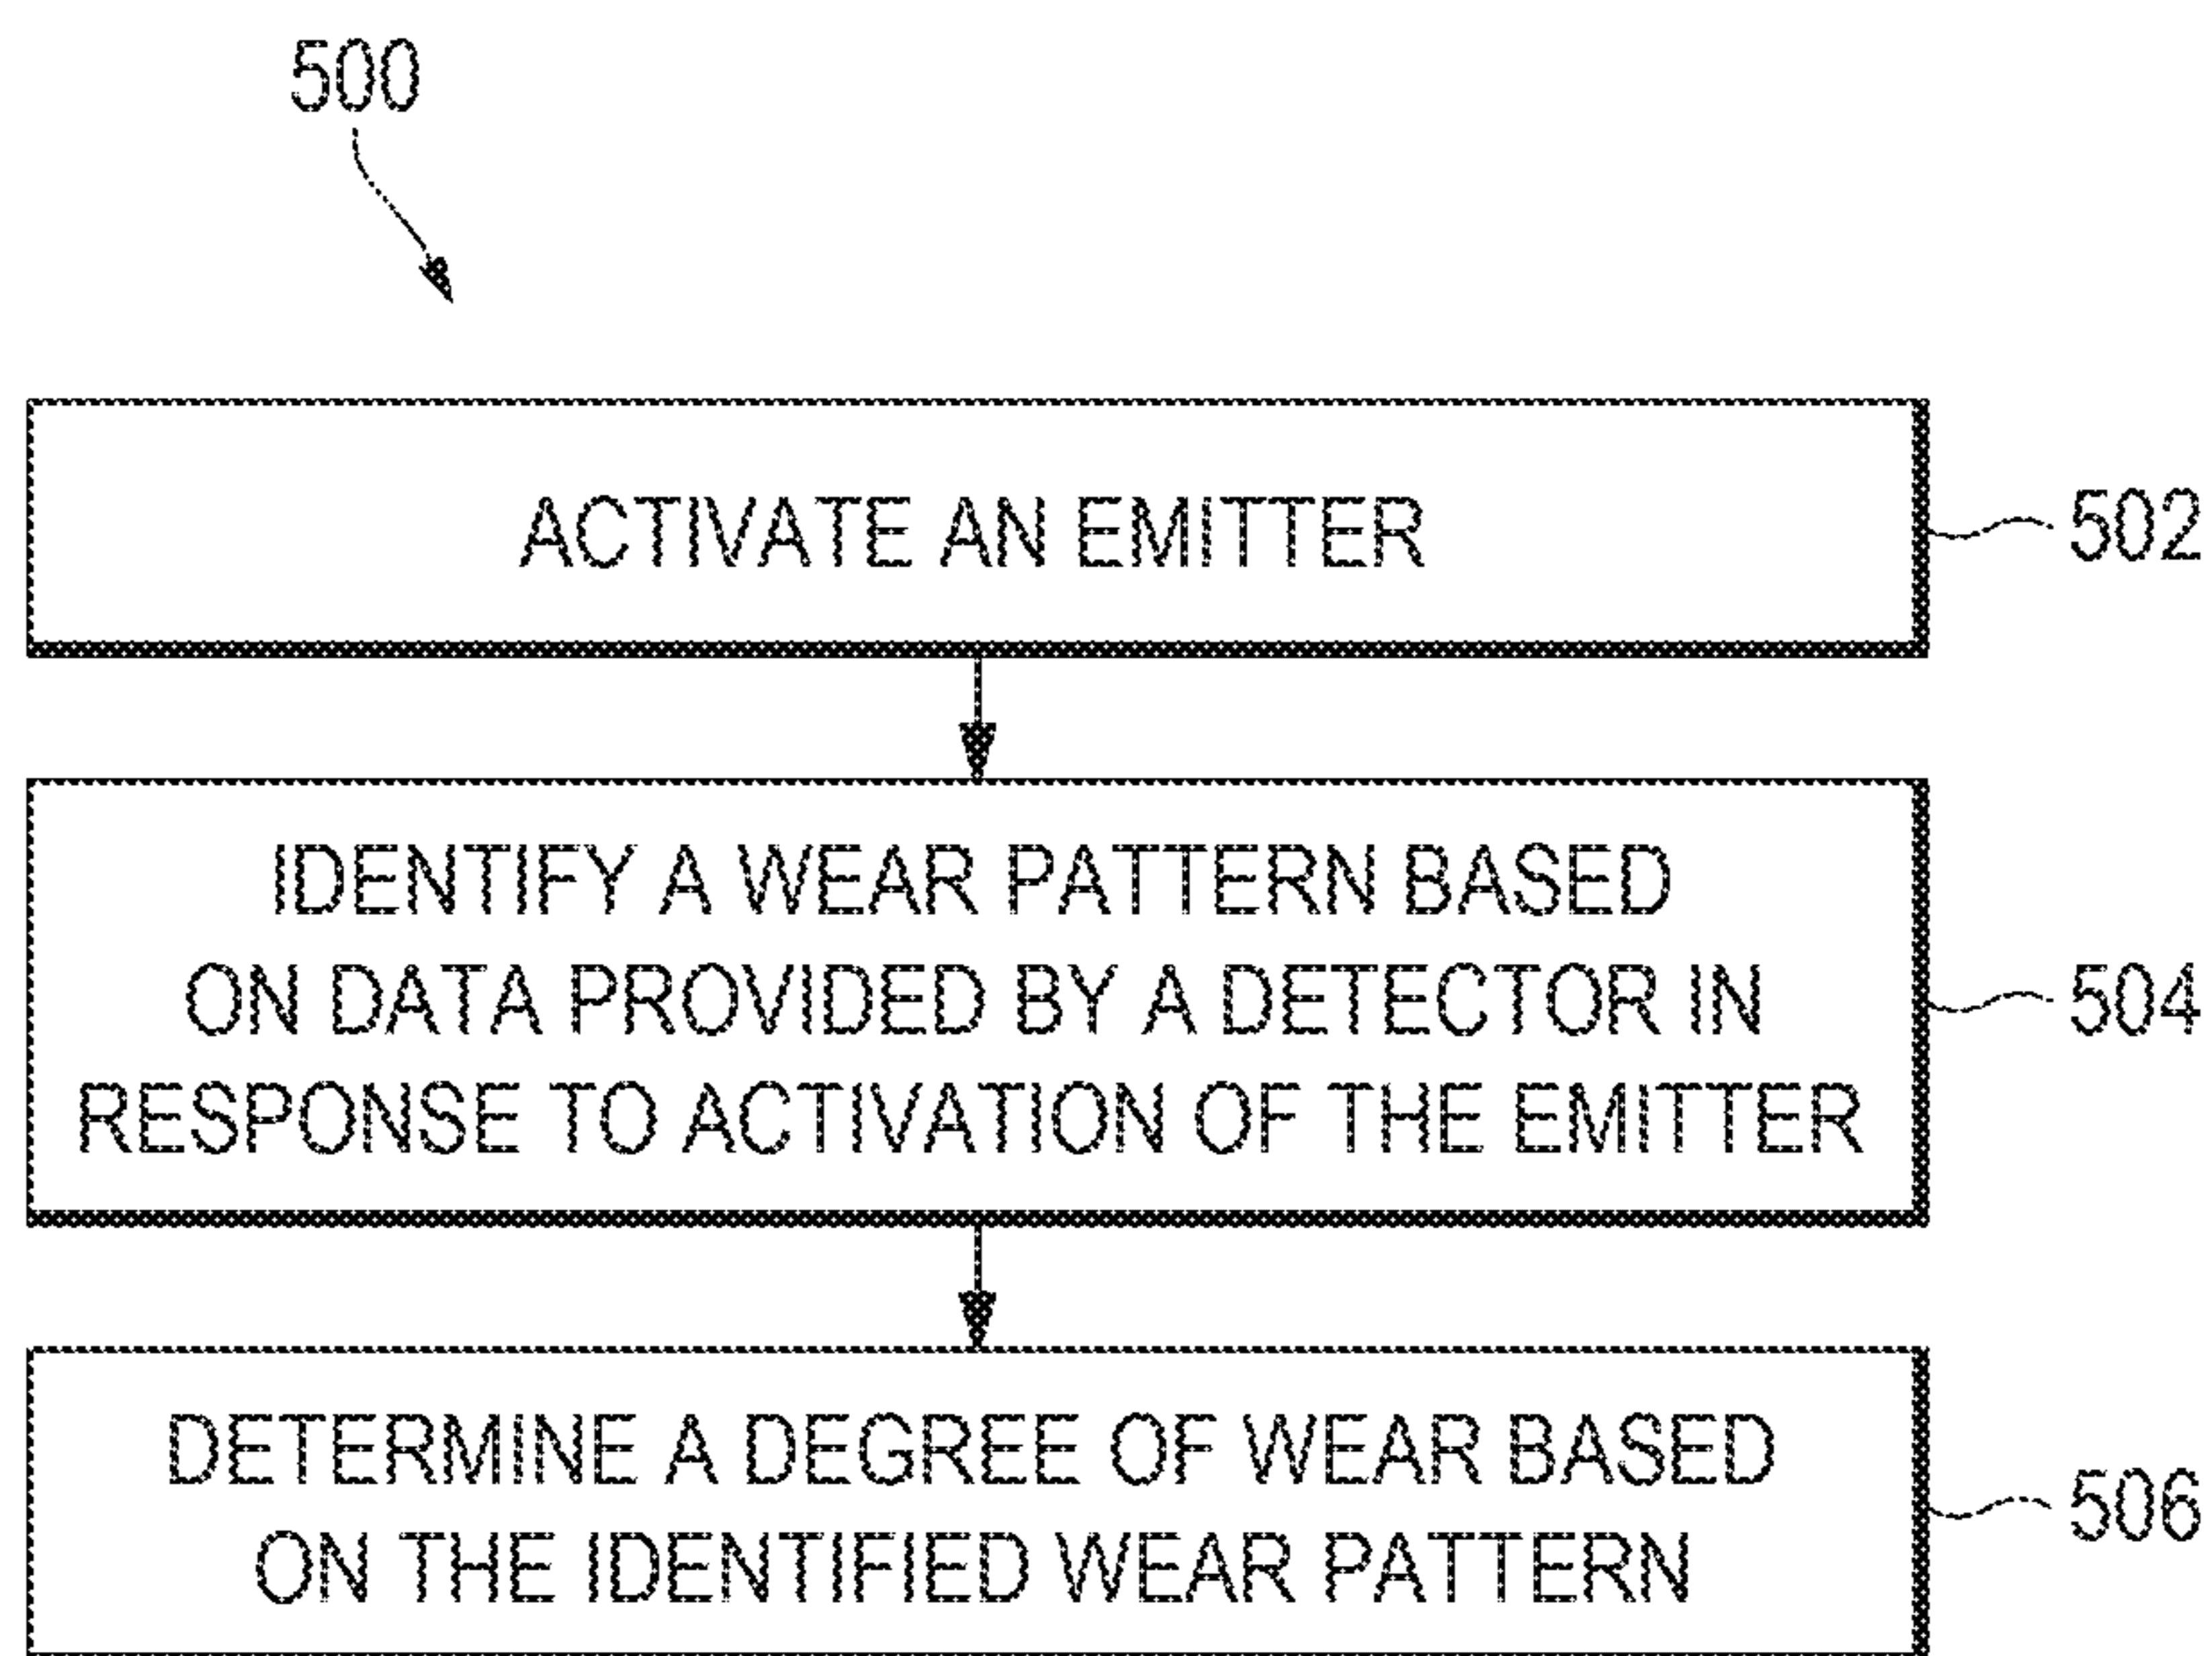 500
ACTIVATE AN EMITTER
502
IDENTIFY A WEAR PATTERN BASED
ON DATA PROVIDED BY A DETECTOR IN
RESPONSE TO ACTIVATION OF THE EMITTER
504
DETERMINE A DEGREE OF WEAR BASED
ON THE IDENTIFIED WEAR PATTERN
506